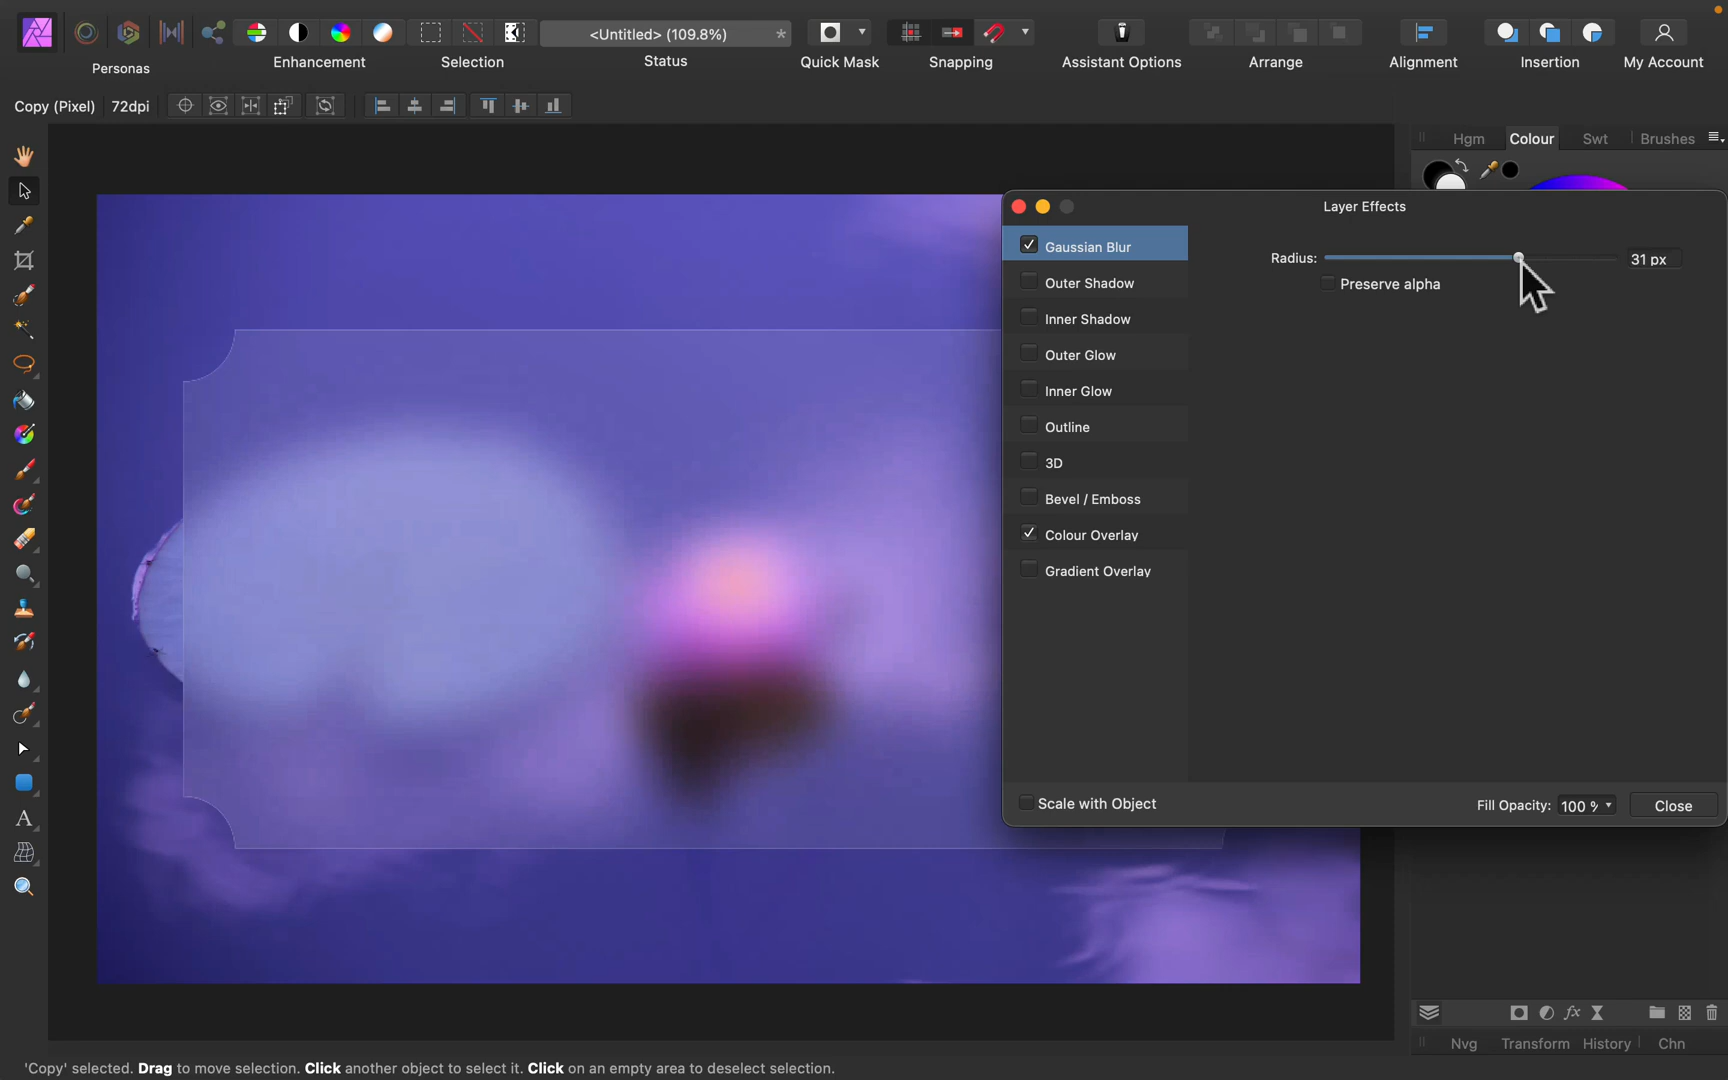 <Untitled> (109.8%) *
Personas Enhancement Selection Status Quick Mask Snapping Assistant Options Arrange Alignment Insertion My Account
Copy (Pixel) 72dpi
Hgm Colour Swt Brushes
Layer Effects
Gaussian Blur
Radius: 31 px
Outer Shadow
Preserve alpha
Inner Shadow
Outer Glow
Inner Glow
Outline
3D
Bevel / Emboss
Colour Overlay
Gradient Overlay
Scale with Object Fill Opacity: 100 % Close
fx
Nvg Transform History Chn
'Copy' selected. Drag to move selection. Click another object to select it. Click on an empty area to deselect selection.